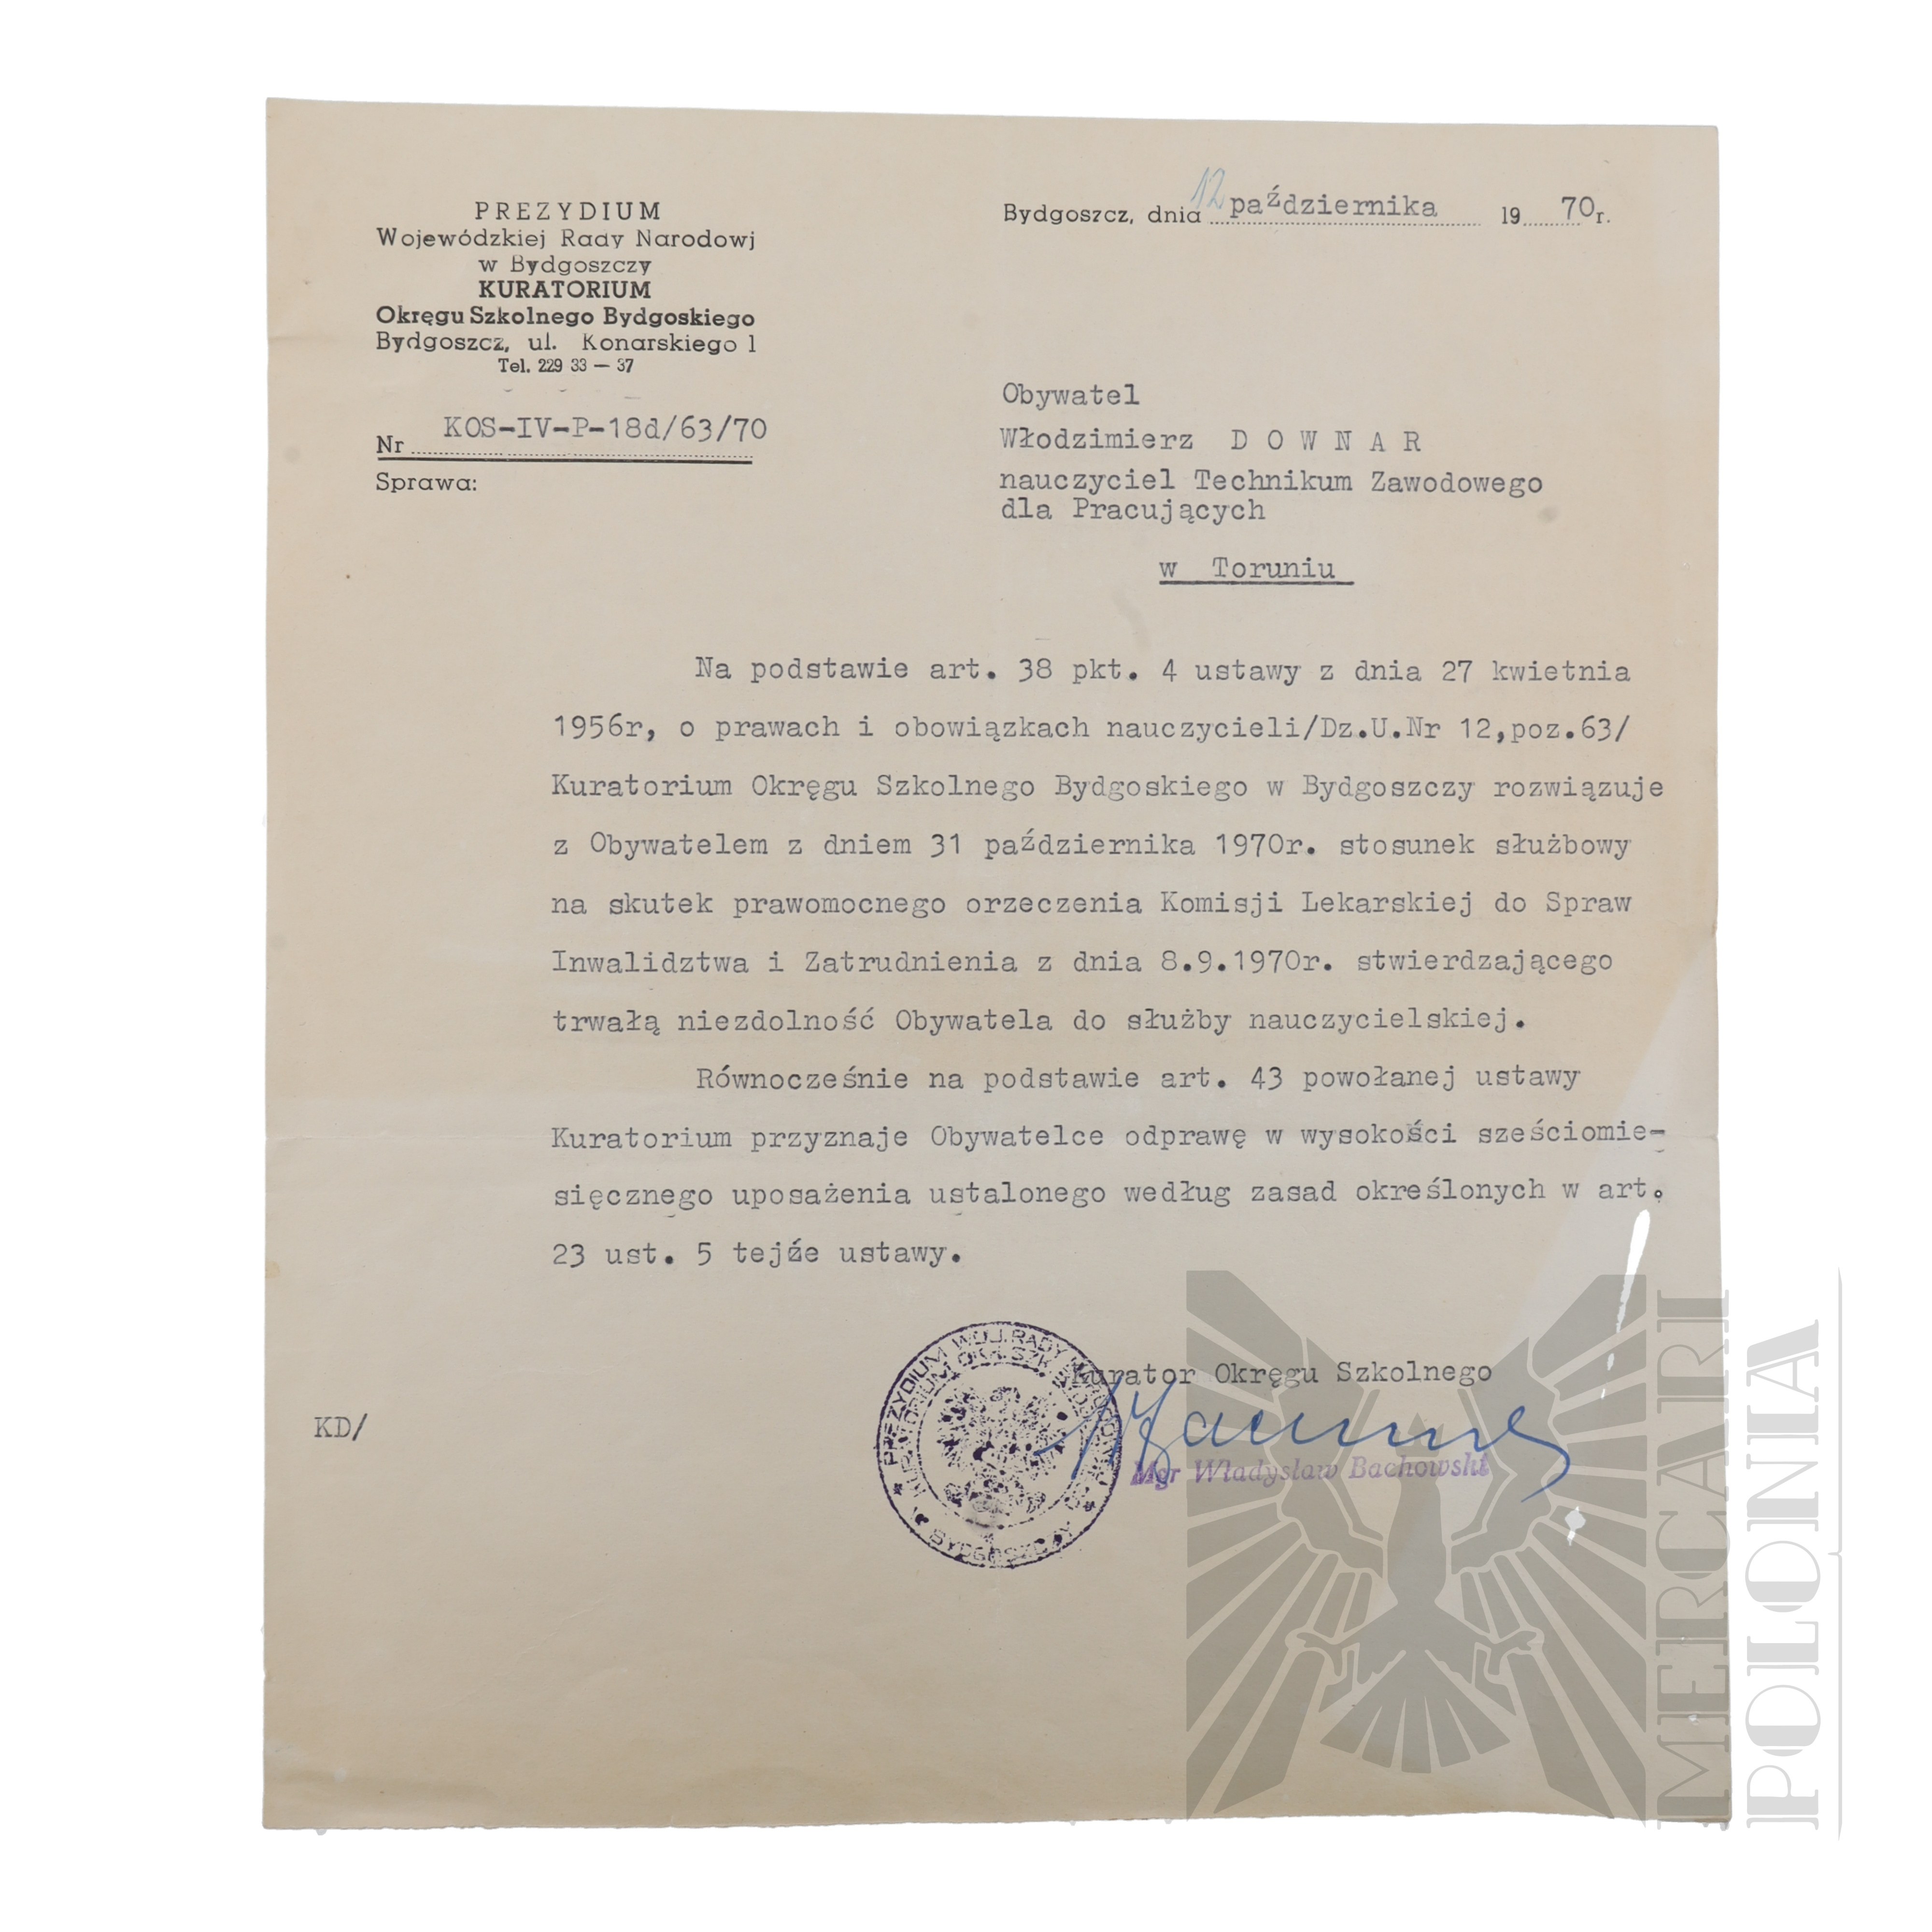 PREZYDIUM
Wojewódzkiej Rady Narodowj
w Bydgoszczy
KURATORIUM
Okręgu Szkolnego Bydgoskiego
Bydgoszcz, ul. Konarskiego 1
Tel. 229 33 — 37
Nr KOS-IV-P-18d/63/70
Sprawa:
Bydgoszcz, dnia 12 października 1970r.
Obywatel
Włodzimierz D O W N A R
nauczyciel Technikum Zawodowego
dla Pracujących
w Toruniu
Na podstawie art. 38 pkt. 4 ustawy z dnia 27 kwietnia
1956r, o prawach i obowiązkach nauczycieli/Dz.U.Nr 12,poz.63/
Kuratorium Okręgu Szkolnego Bydgoskiego w Bydgoszczy rozwiązuje
z Obywatelem z dniem 31 października 1970r. stosunek służbowy
na skutek prawomocnego orzeczenia Komisji Lekarskiej do Spraw
Inwalidztwa i Zatrudnienia z dnia 8.9.1970r. stwierdzającego
trwałą niezdolność Obywatela do służby nauczycielskiej.
Równocześnie na podstawie art. 43 powołanej ustawy
Kuratorium przyznaje Obywatelce odprawę w wysokości sześciomie-
sięcznego uposażenia ustalonego według zasad określonych w art.
23 ust. 5 tejże ustawy.
Kurator Okręgu Szkolnego
Mgr Władysław Bachowski
PREZYDIUM WOJ. RADY
BYDGOSZCZY
KD/
MERCARI
POLONIA